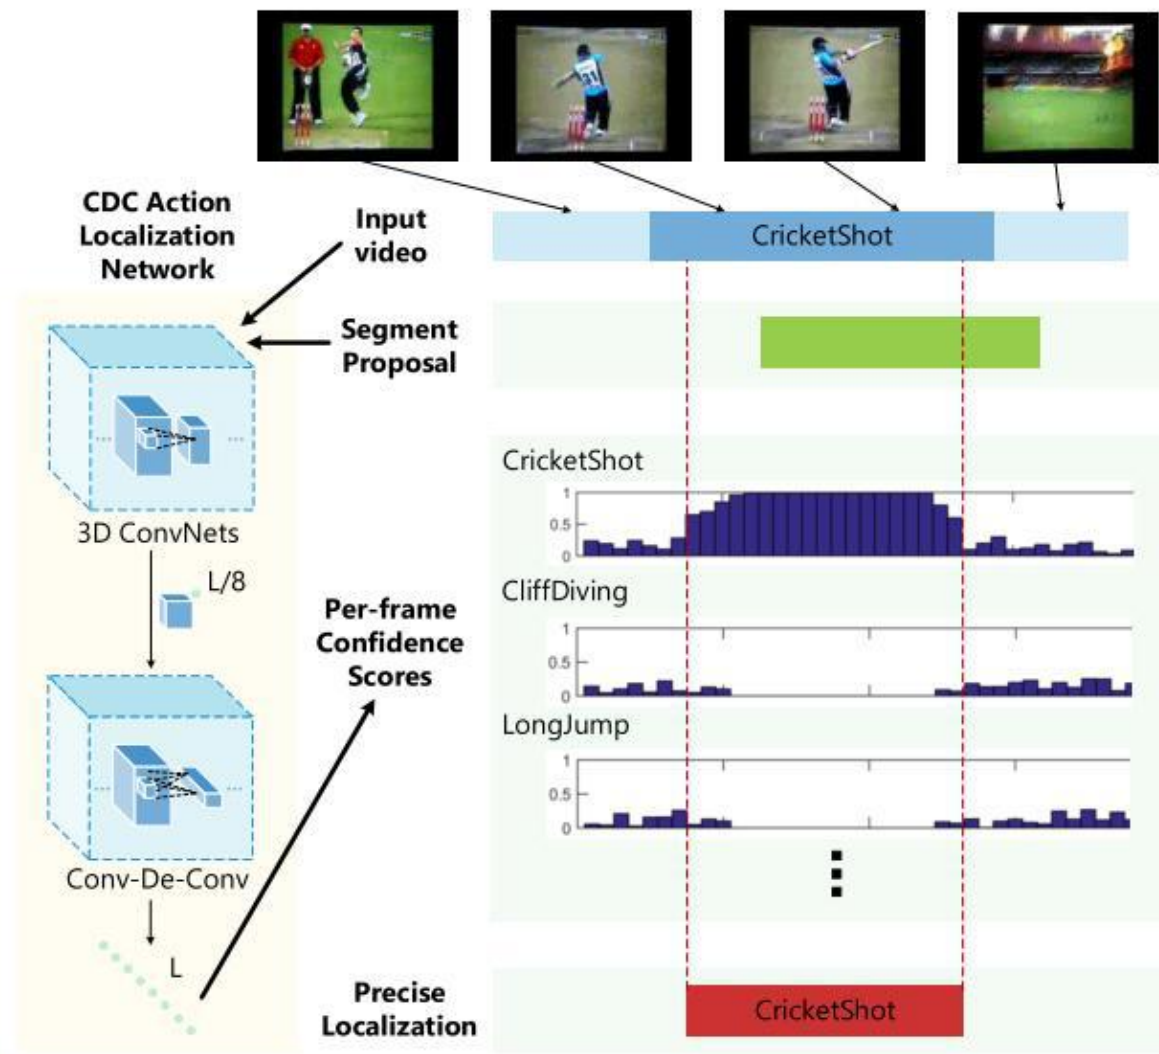 31
CDC Action
Localization
Network
Input
video
CricketShot
Segment
Proposal
3D ConvNets
L/8
Conv-De-Conv
L
Per-frame
Confidence
Scores
CricketShot
1
0.5
0
CliffDiving
1
0.5
0
LongJump
1
0.5
0
Precise
Localization
CricketShot